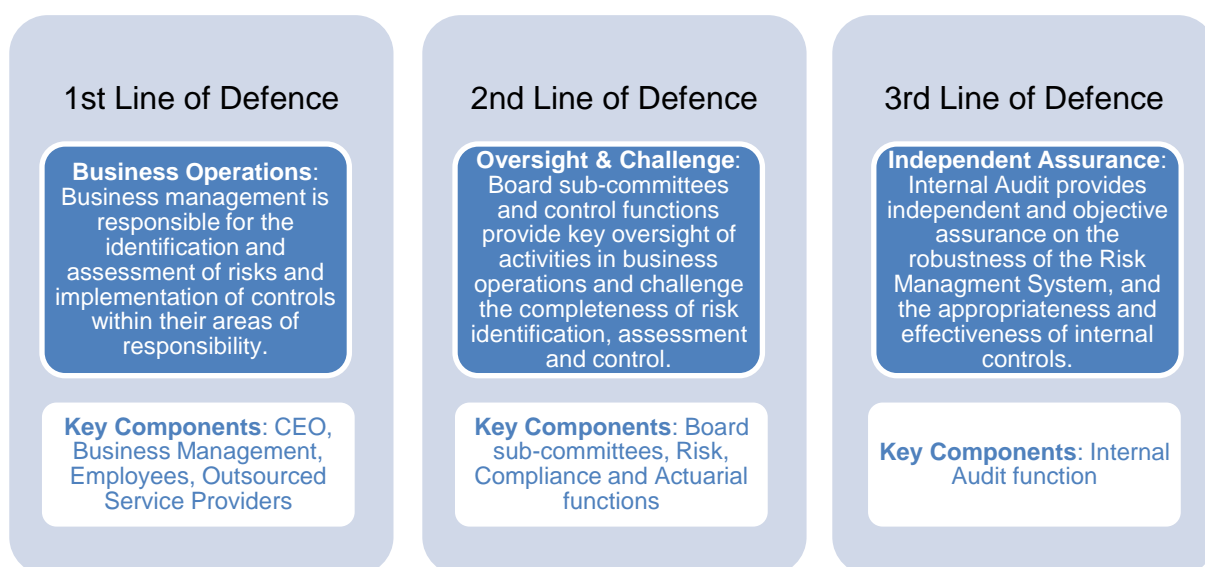 1st Line of Defence
Business Operations:
Business management is
responsible for the
identification and
assessment of risks and
implementation of controls
within their areas of
responsibility.
Key Components: CEO,
Business Management,
Employees, Outsourced
Service Providers
2nd Line of Defence
Oversight & Challenge:
Board sub-committees
and control functions
provide key oversight of
activities in business
operations and challenge
the completeness of risk
identification, assessment
and control.
Key Components: Board
sub-committees, Risk,
Compliance and Actuarial
functions
3rd Line of Defence
Independent Assurance:
Internal Audit provides
independent and objective
assurance on the
robustness of the Risk
Managment System, and
the appropriateness and
effectiveness of internal
controls.
Key Components: Internal
Audit function